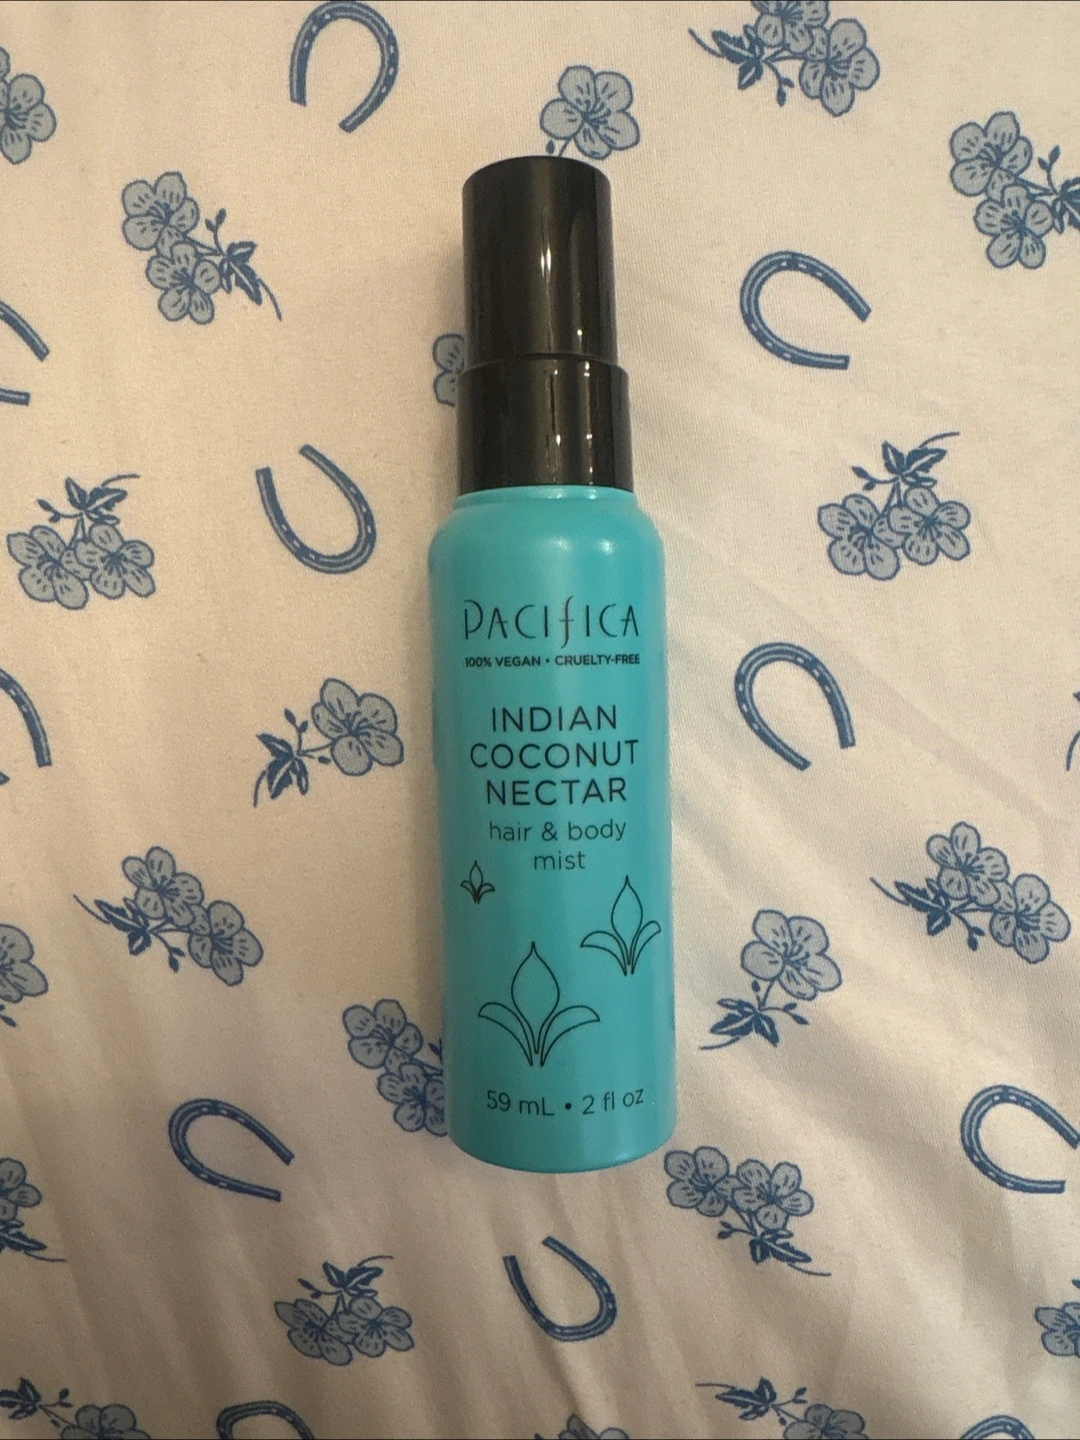 PACIFICA
100% VEGAN • CRUELTY-FREE
INDIAN
COCONUT
NECTAR
hair & body
mist
59 mL • 2 fl oz